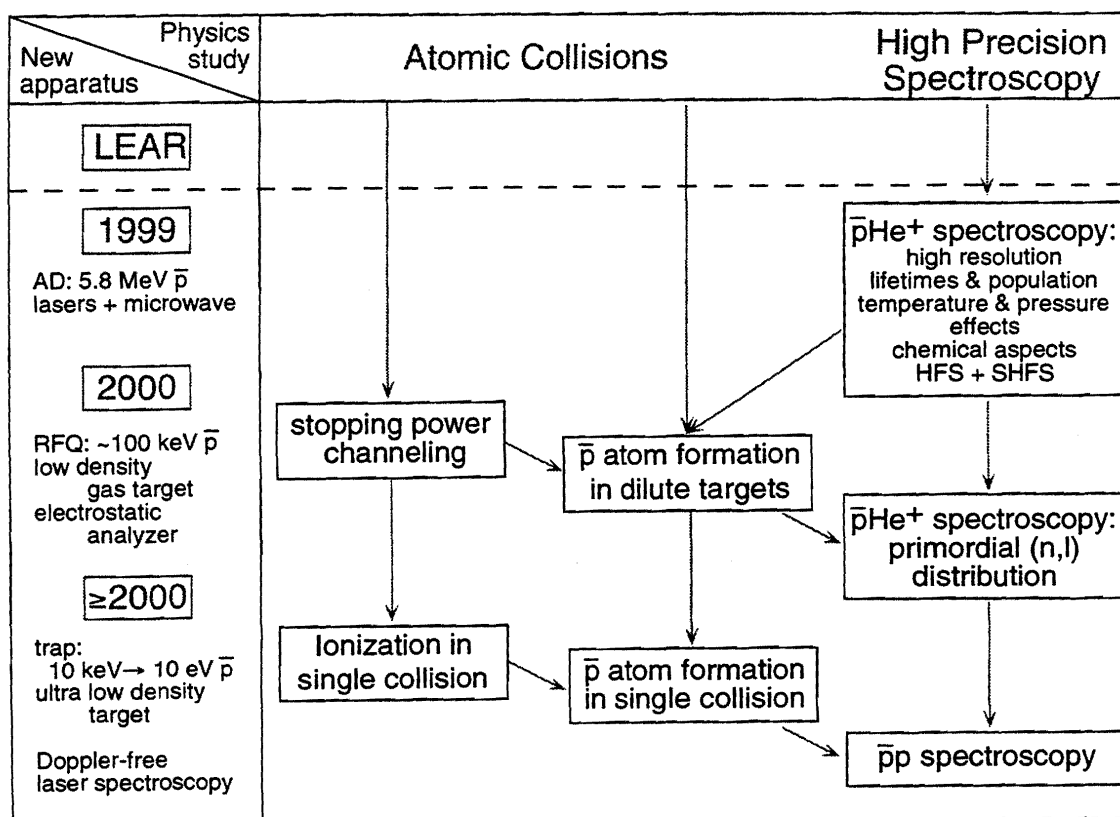 Physics
study
New
apparatus
Atomic Collisions
High Precision
Spectroscopy
LEAR
1999
AD: 5.8 MeV p̅
lasers + microwave
p̅He⁺ spectroscopy:
high resolution
lifetimes & population
temperature & pressure
effects
chemical aspects
HFS + SHFS
2000
RFQ: ~100 keV p̅
low density
gas target
electrostatic
analyzer
stopping power
channeling
p̅ atom formation
in dilute targets
p̅He⁺ spectroscopy:
primordial (n,l)
distribution
≥2000
trap:
10 keV→ 10 eV p̅
ultra low density
target
Doppler-free
laser spectroscopy
Ionization in
single collision
p̅ atom formation
in single collision
p̅p spectroscopy